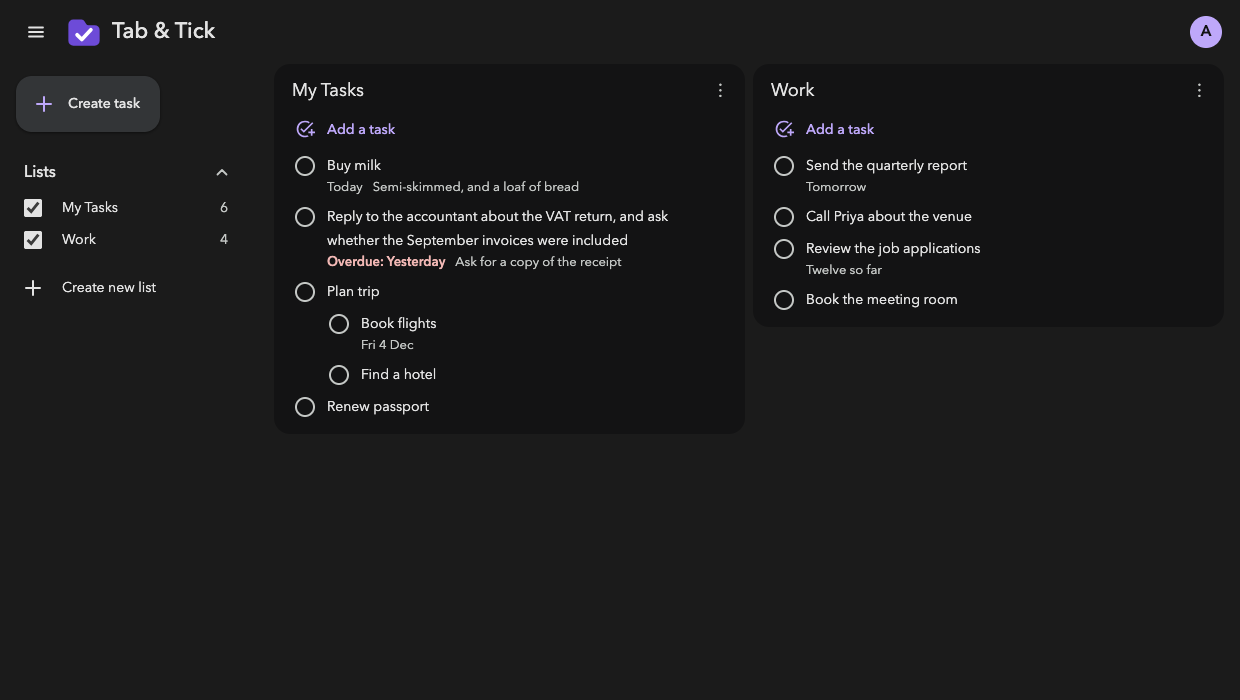 Tab & Tick
A
Create task
Lists
My Tasks 6
Work 4
Create new list
My Tasks
Add a task
Buy milk
Today Semi-skimmed, and a loaf of bread
Reply to the accountant about the VAT return, and ask
whether the September invoices were included
Overdue: Yesterday Ask for a copy of the receipt
Plan trip
Book flights
Fri 4 Dec
Find a hotel
Renew passport
Work
Add a task
Send the quarterly report
Tomorrow
Call Priya about the venue
Review the job applications
Twelve so far
Book the meeting room